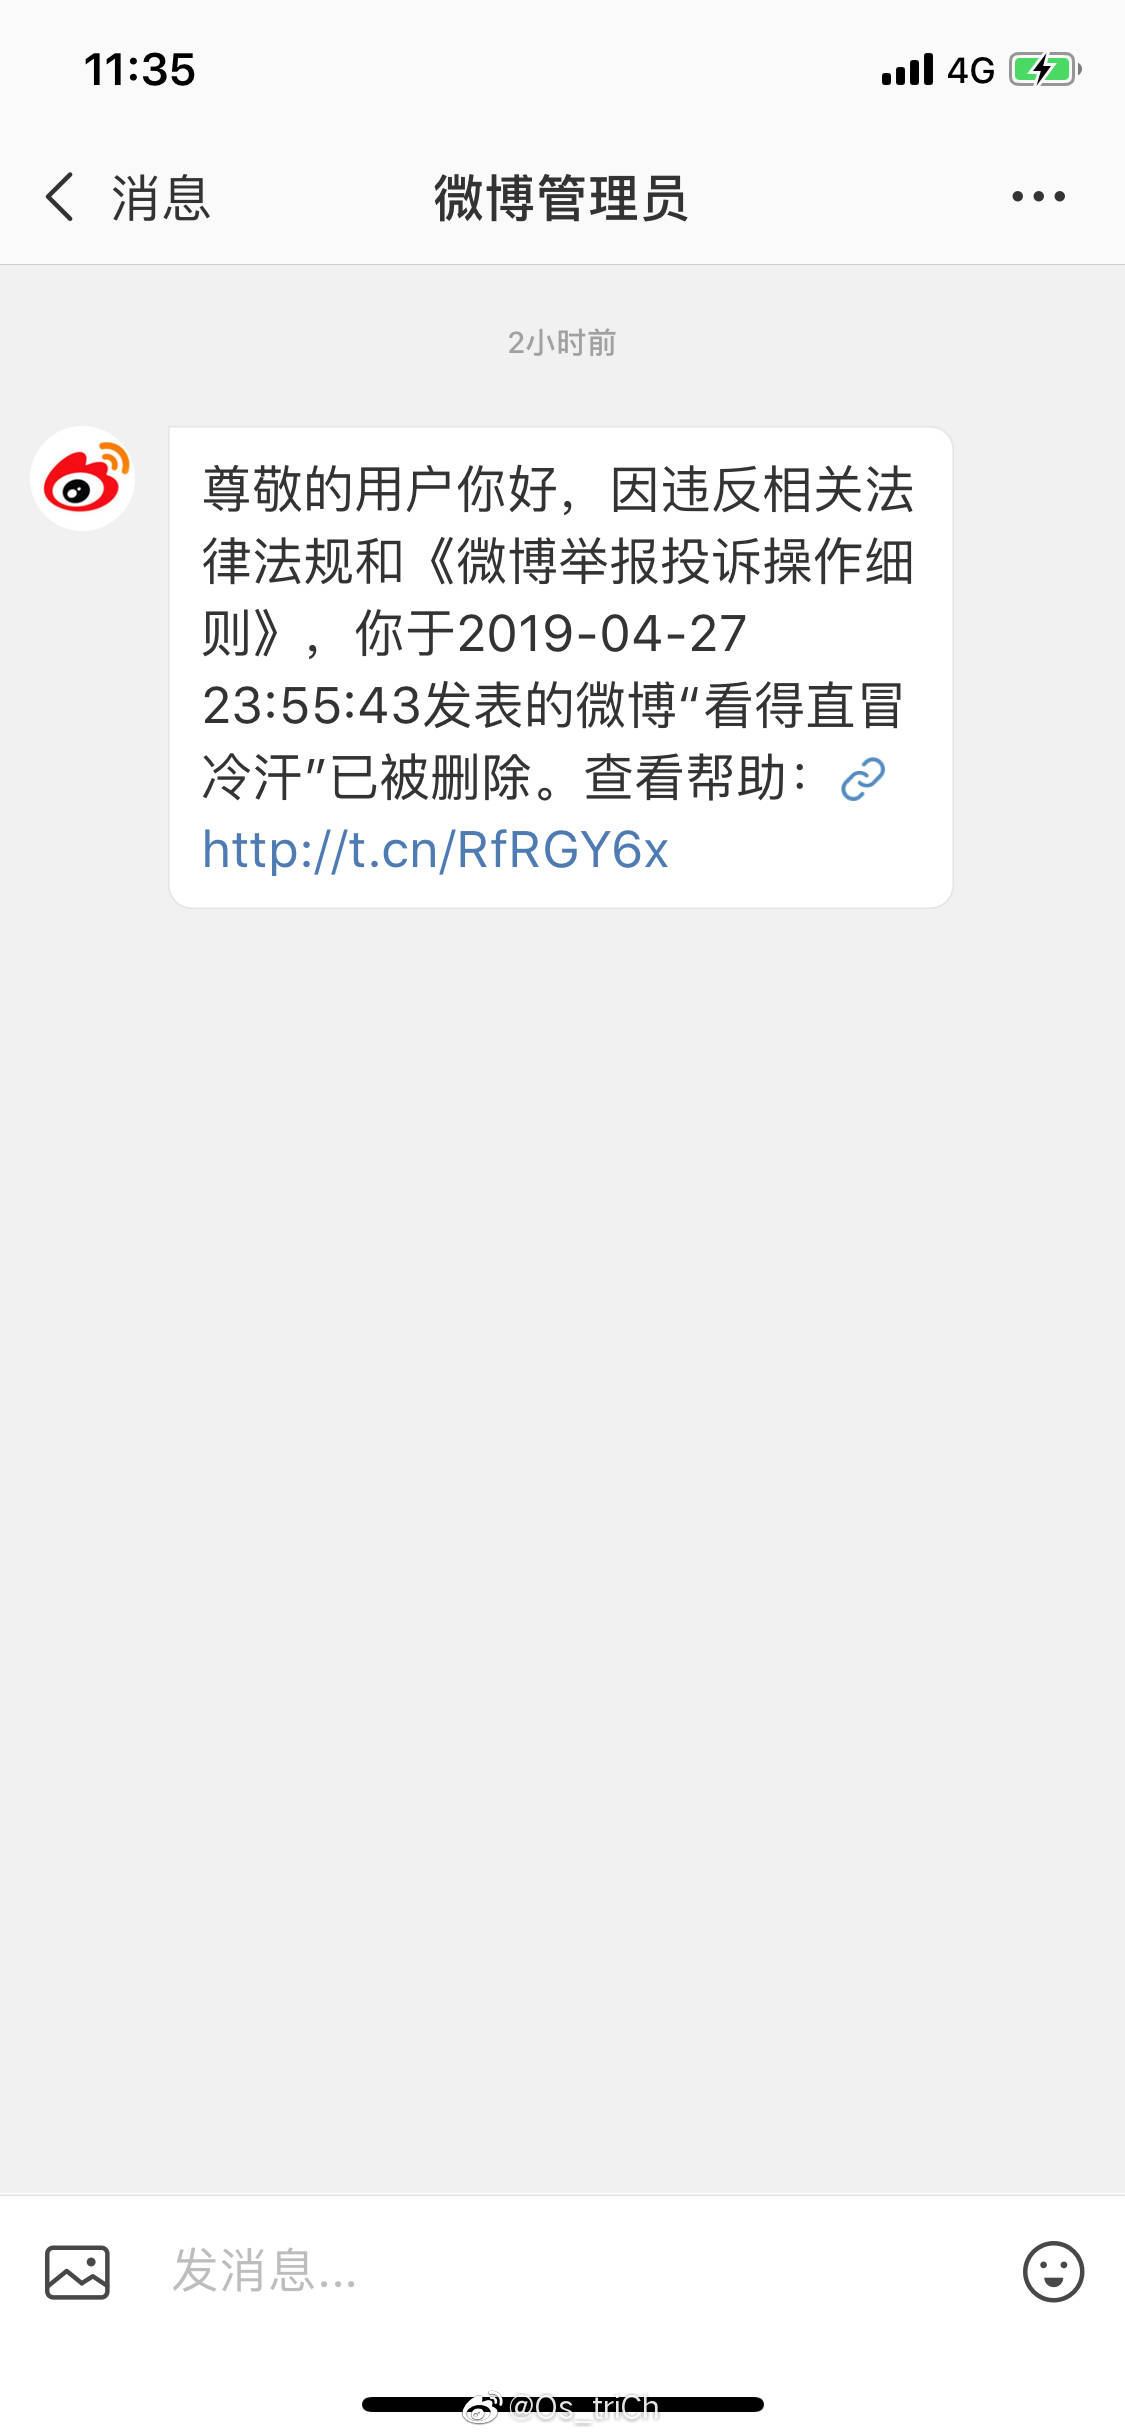 11:35
4G
消息
微博管理员
2小时前
尊敬的用户你好，因违反相关法
律法规和《微博举报投诉操作细
则》，你于2019-04-27
23:55:43发表的微博“看得直冒
冷汗”已被删除。查看帮助：
http://t.cn/RfRGY6x
发消息...
@Os_triCh